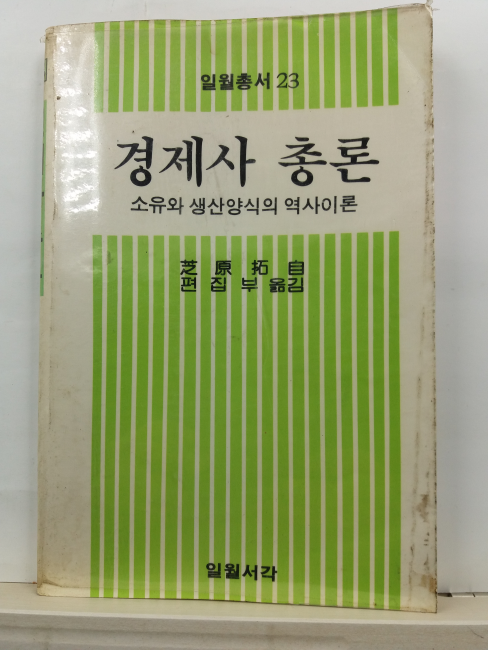 일월총서 23
경제사 총론
소유와 생산양식의 역사이론
芝原拓自
편집부 옮김
일월서각